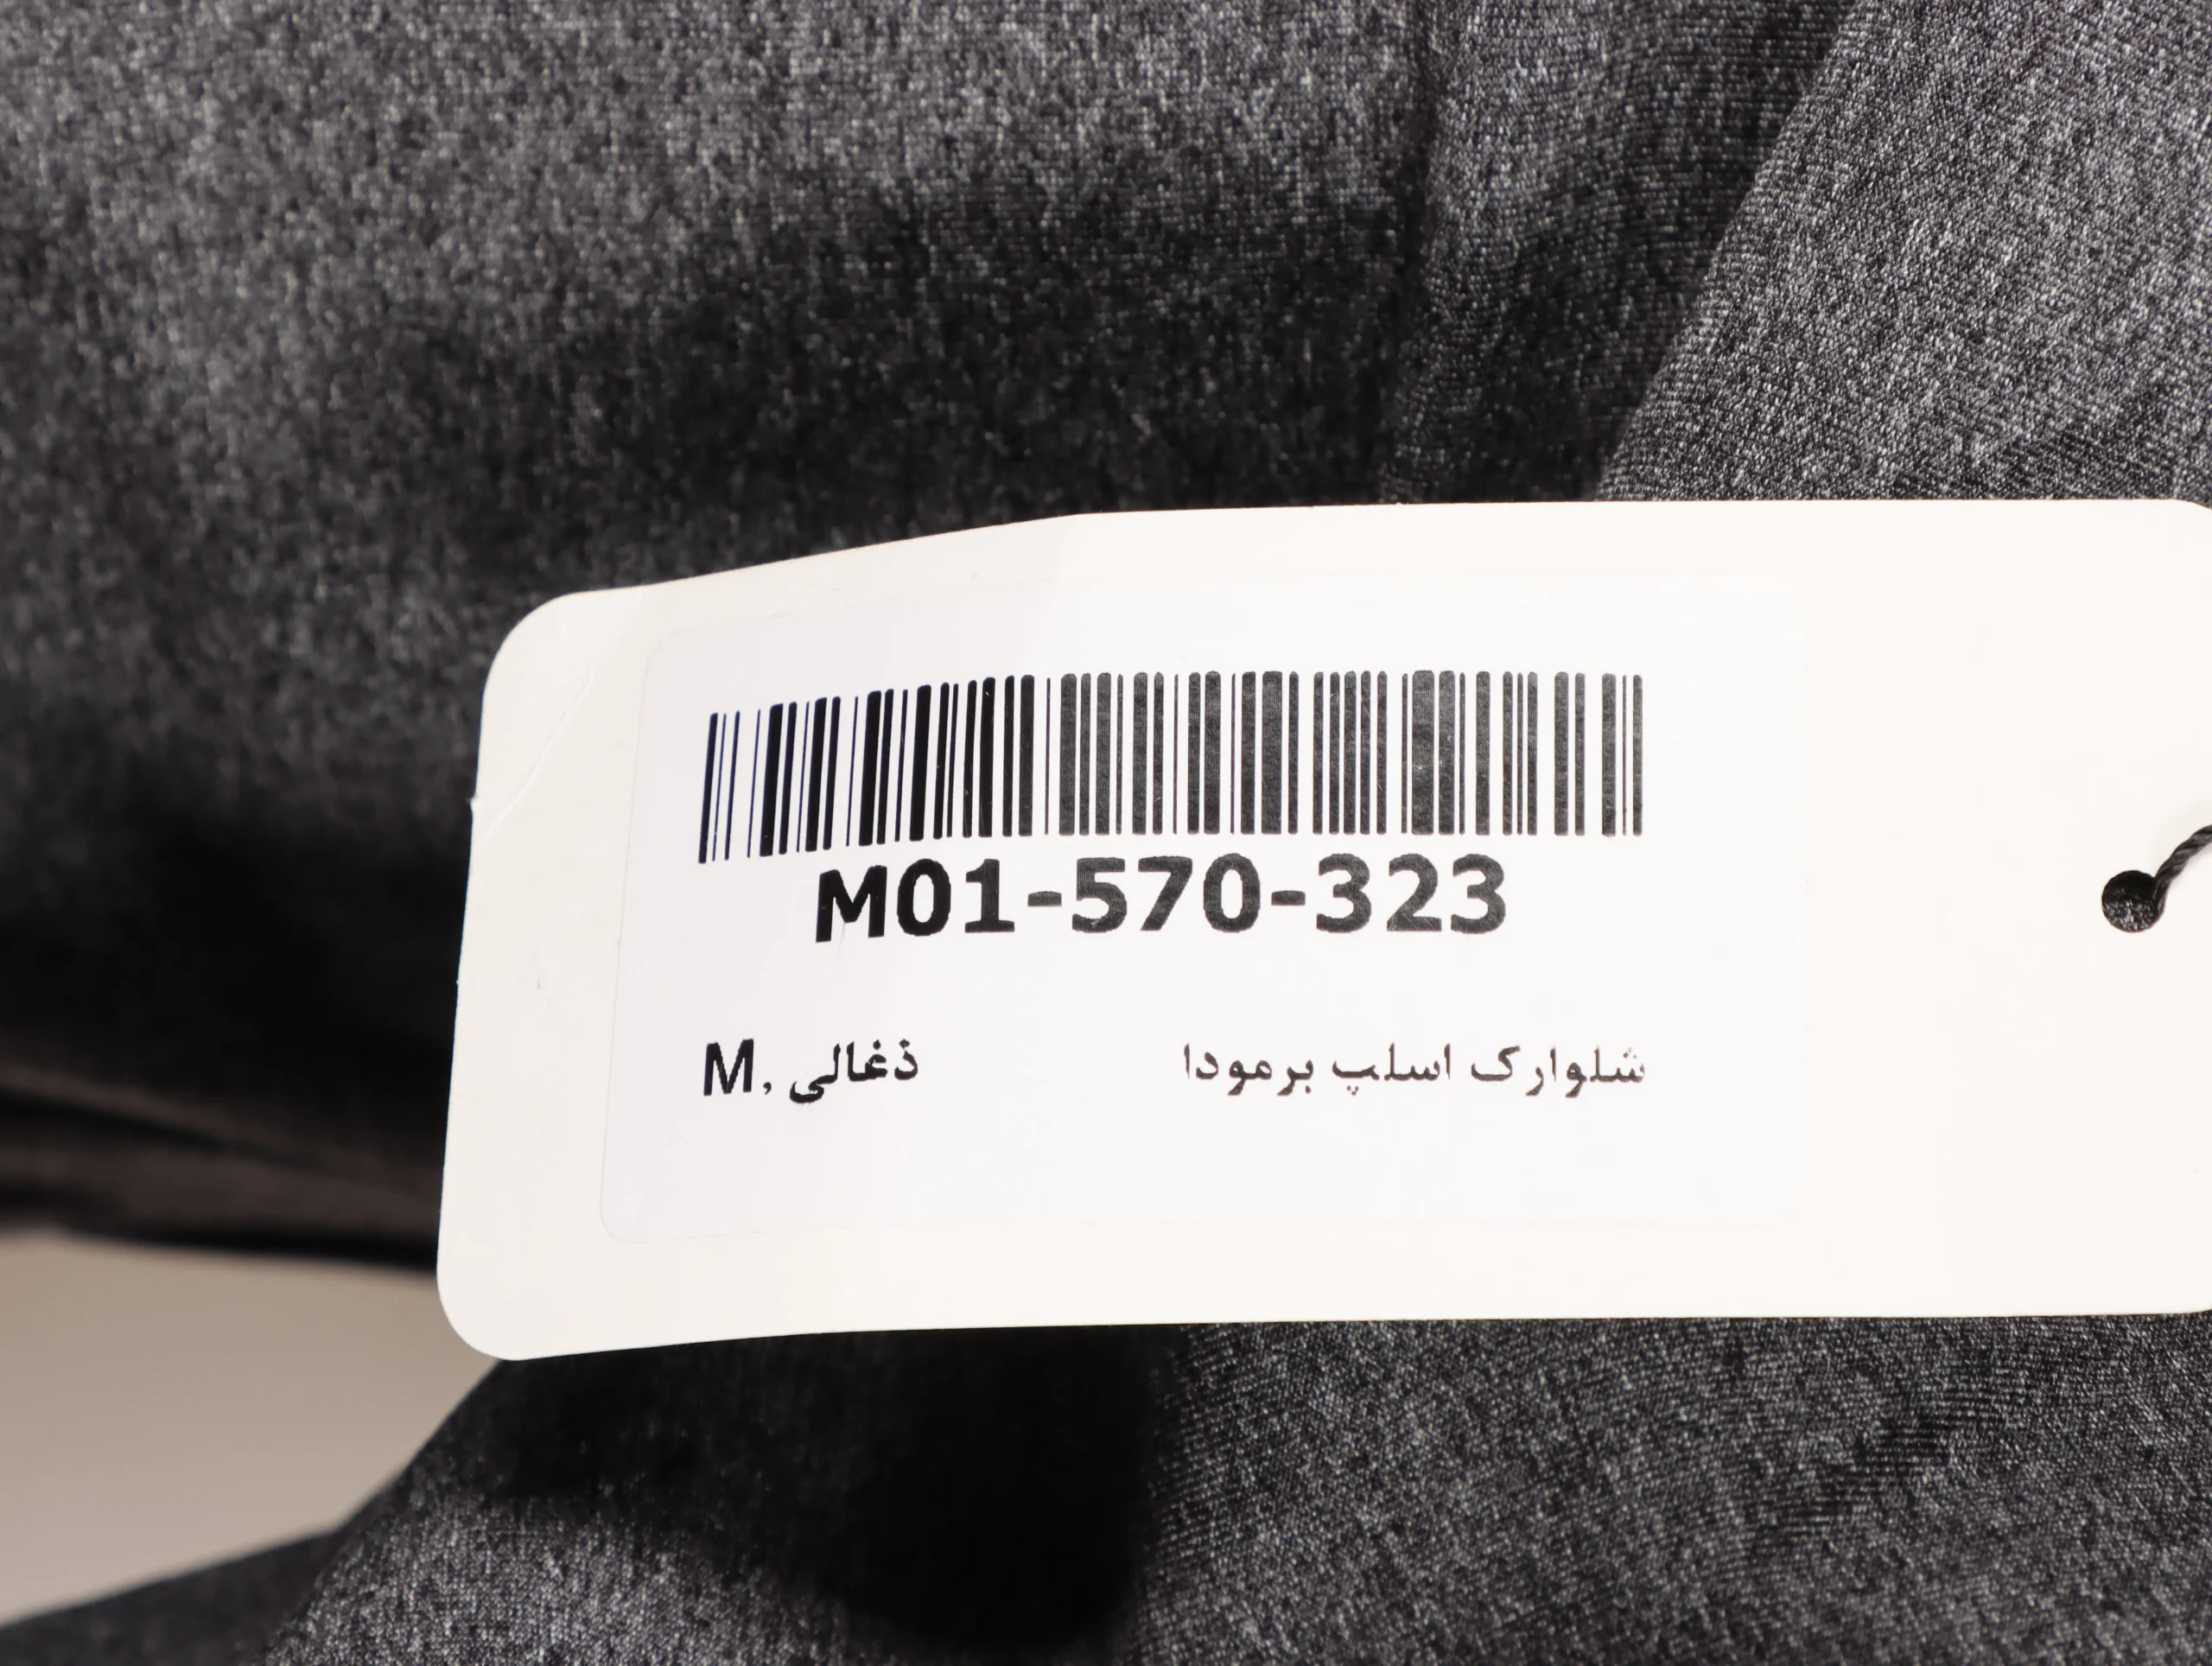 M01-570-323
شلوارک اسلپ برمودا
ذغالی ,M